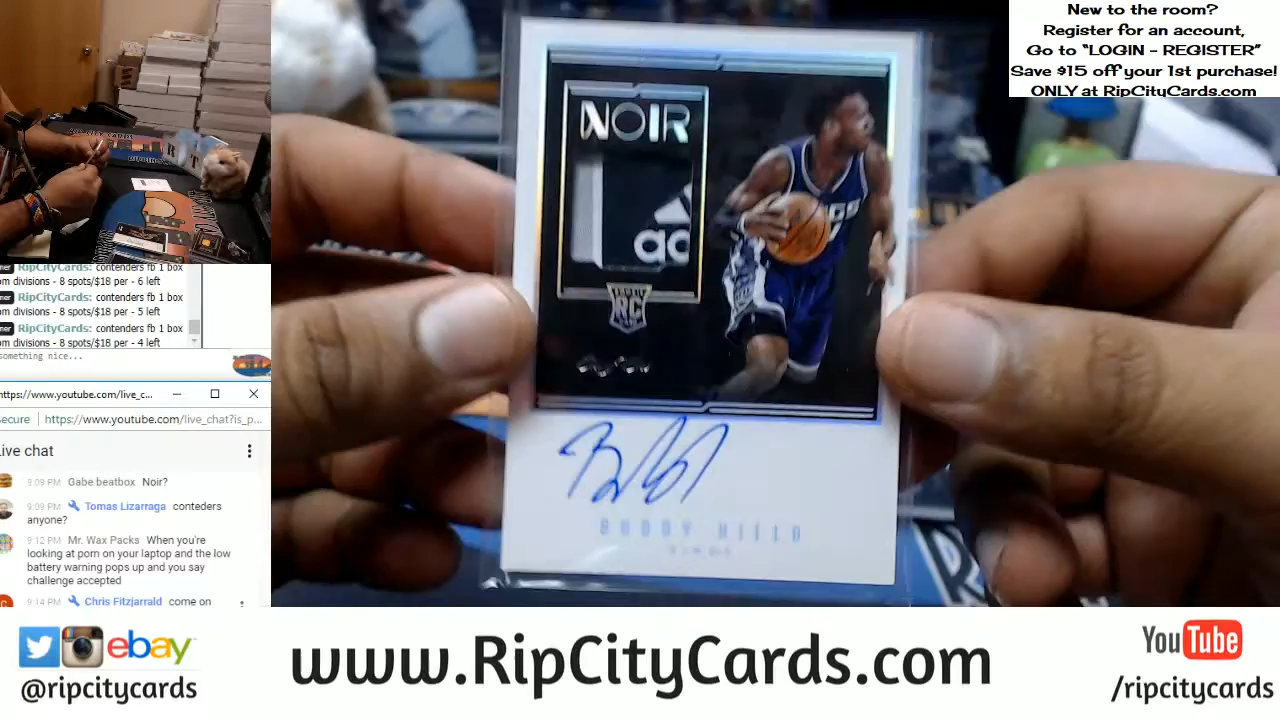 New to the room?
Register for an account,
Go to “LOGIN - REGISTER”
Save $15 off your 1st purchase!
ONLY at RipCityCards.com
NOIR
ad
RC
BUDDY HIELD
RipCityCards: contenders fb 1 box
om divisions - 8 spots/$18 per - 6 left
RipCityCards: contenders fb 1 box
om divisions - 8 spots/$18 per - 5 left
RipCityCards: contenders fb 1 box
om divisions - 8 spots/$18 per - 4 left
something nice...
https://www.youtube.com/live_c...
ecure https://www.youtube.com/live_chat?is_p...
Live chat
9:09 PM Gabe beatbox Noir?
9:09 PM Tomas Lizarraga conteders
anyone?
9:12 PM Mr. Wax Packs When you're
looking at porn on your laptop and the low
battery warning pops up and you say
challenge accepted
9:14 PM Chris Fitzjarrald come on
ebay
@ripcitycards
www.RipCityCards.com
YouTube
/ripcitycards